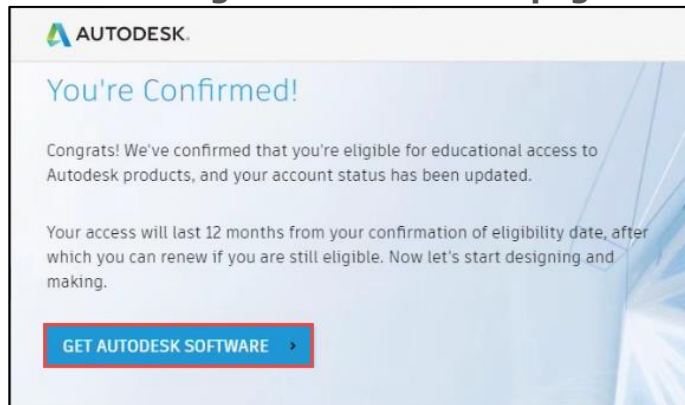 AUTODESK.
You're Confirmed!
Congrats! We've confirmed that you're eligible for educational access to
Autodesk products, and your account status has been updated.
Your access will last 12 months from your confirmation of eligibility date, after
which you can renew if you are still eligible. Now let's start designing and
making.
GET AUTODESK SOFTWARE ›